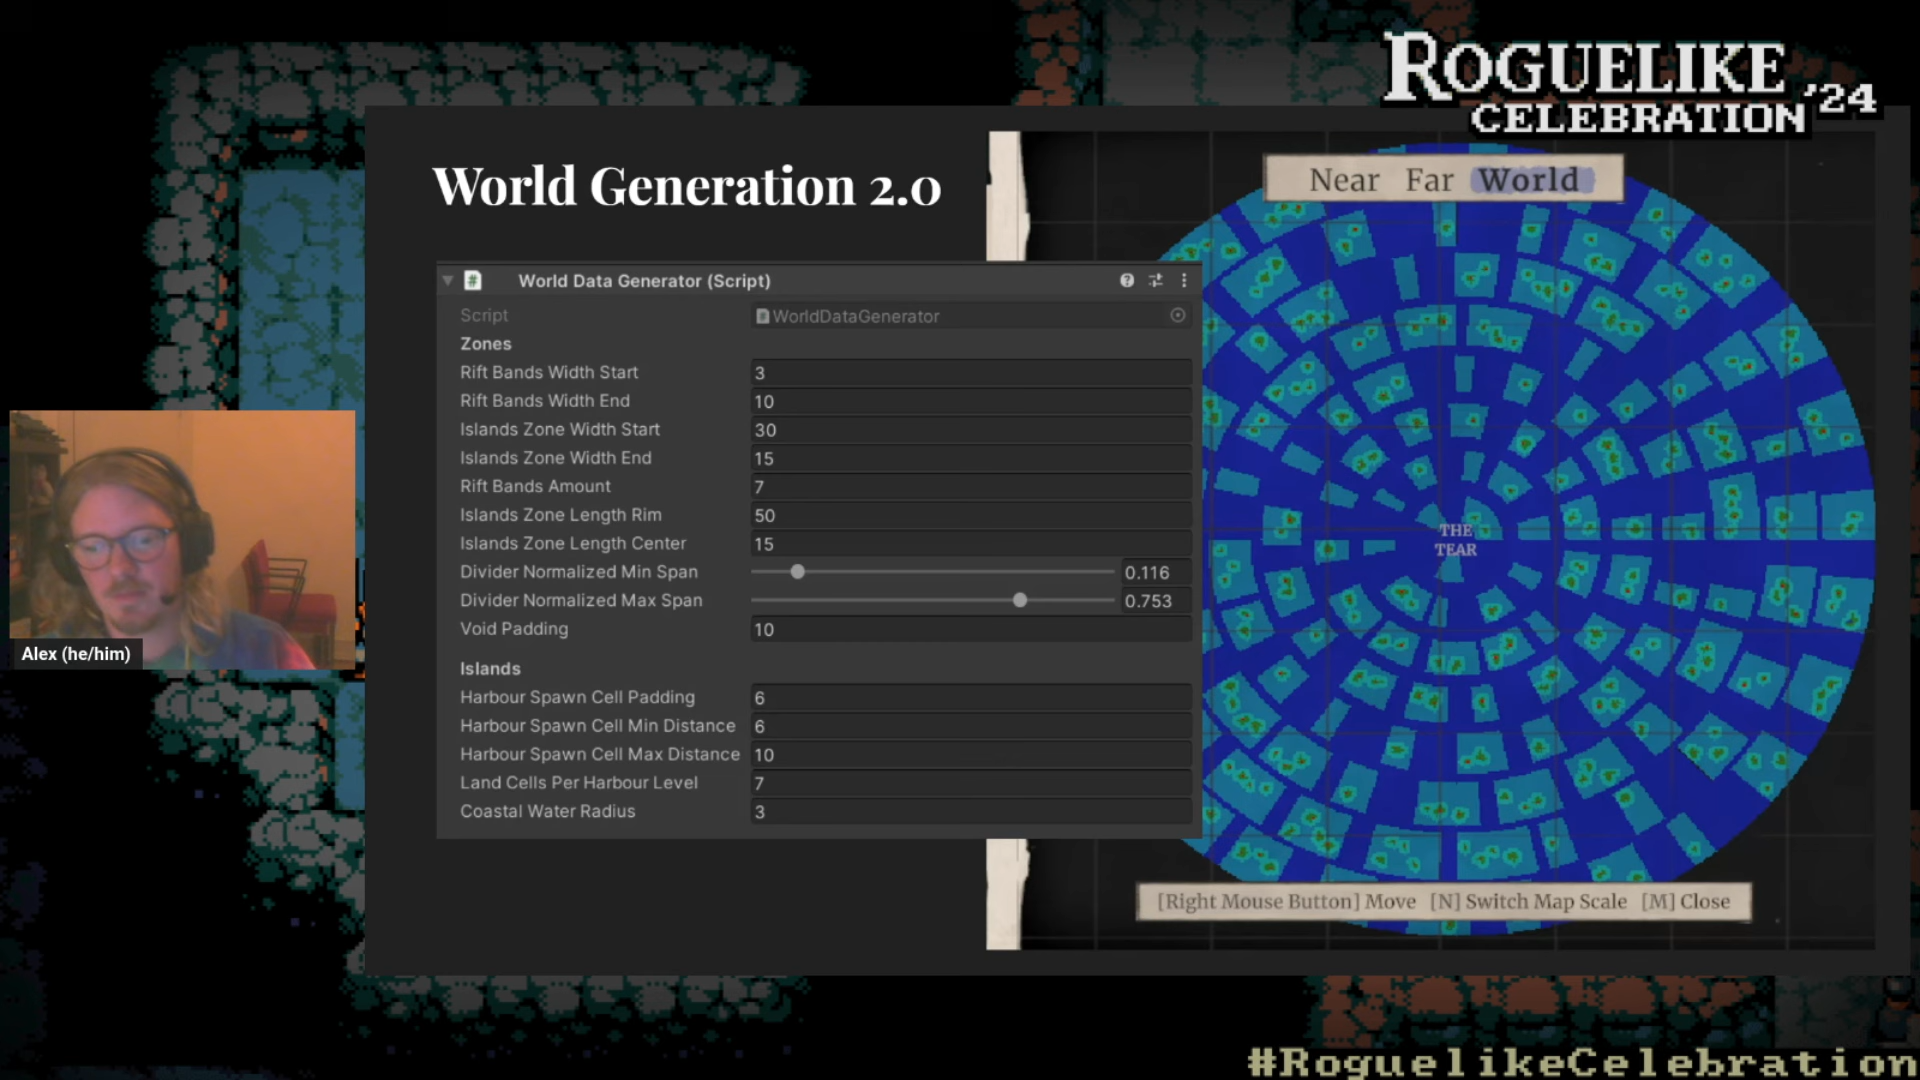 ROGUELIKE
CELEBRATION '24
World Generation 2.0
Near Far World
World Data Generator (Script)
Script WorldDataGenerator
Zones
Rift Bands Width Start 3
Rift Bands Width End 10
Islands Zone Width Start 30
Islands Zone Width End 15
Rift Bands Amount 7
Islands Zone Length Rim 50
Islands Zone Length Center 15
Divider Normalized Min Span 0.116
Divider Normalized Max Span 0.753
Void Padding 10
Islands
Harbour Spawn Cell Padding 6
Harbour Spawn Cell Min Distance 6
Harbour Spawn Cell Max Distance 10
Land Cells Per Harbour Level 7
Coastal Water Radius 3
THE
TEAR
Alex (he/him)
[Right Mouse Button] Move [N] Switch Map Scale [M] Close
#RoguelikeCelebration